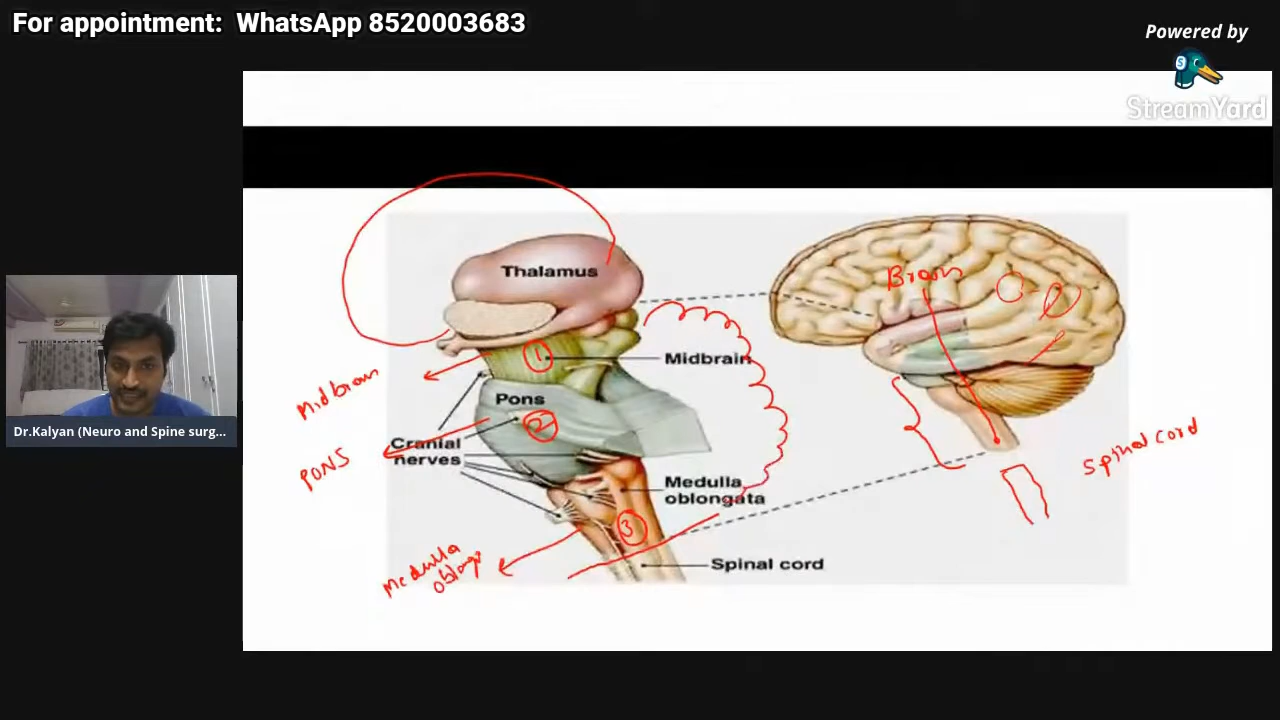 For appointment: WhatsApp 8520003683
Powered by
S
StreamYard
Thalamus
Brain
1
Midbrain
Midbrain
Pons
2
Cranial
nerves
PONS
Spinal cord
Medulla
oblongata
3
Medulla
Spinal cord
Dr.Kalyan (Neuro and Spine surg...